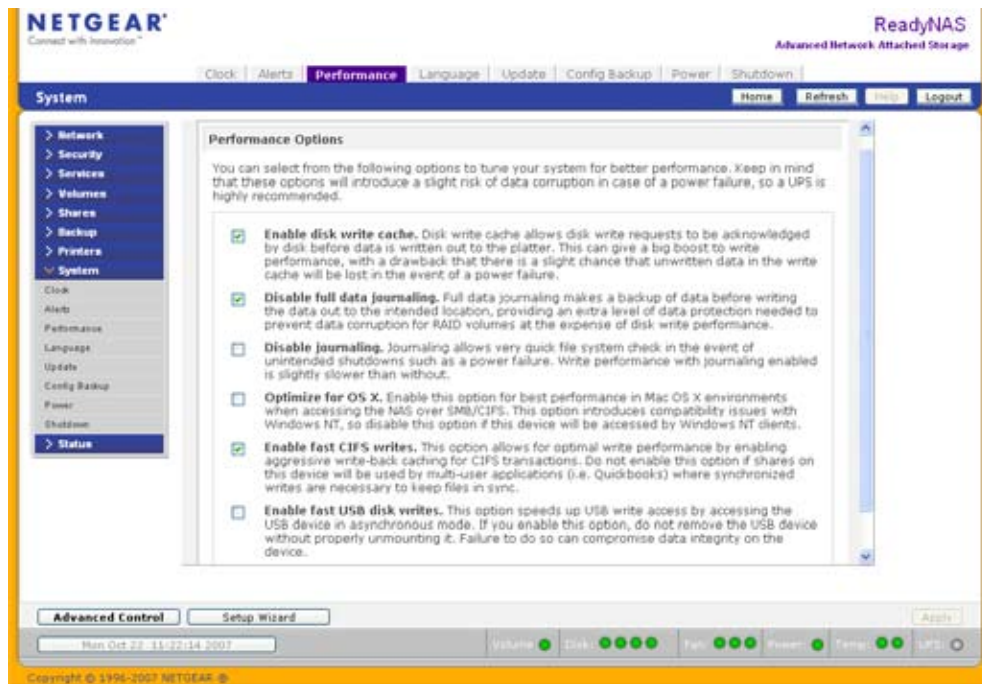 NETGEAR
Connect with Innovation™
ReadyNAS
Advanced Network Attached Storage
Clock Alerts Performance Language Update Config Backup Power Shutdown
System
Home Refresh Help Logout
> Network
> Security
> Services
> Volumes
> Shares
> Backup
> Printers
System
Clock
Alerts
Performance
Language
Update
Config Backup
Power
Shutdown
> Status
Performance Options
You can select from the following options to tune your system for better performance. Keep in mind
that these options will introduce a slight risk of data corruption in case of a power failure, so a UPS is
highly recommended.
Enable disk write cache. Disk write cache allows disk write requests to be acknowledged
by disk before data is written out to the platter. This can give a big boost to write
performance, with a drawback that there is a slight chance that unwritten data in the write
cache will be lost in the event of a power failure.
Disable full data journaling. Full data journaling makes a backup of data before writing
the data out to the intended location, providing an extra level of data protection needed to
prevent data corruption for RAID volumes at the expense of disk write performance.
Disable journaling. Journaling allows very quick file system check in the event of
unintended shutdowns such as a power failure. Write performance with journaling enabled
is slightly slower than without.
Optimize for OS X. Enable this option for best performance in Mac OS X environments
when accessing the NAS over SMB/CIFS. This option introduces compatibility issues with
Windows NT, so disable this option if this device will be accessed by Windows NT clients.
Enable fast CIFS writes. This option allows for optimal write performance by enabling
aggressive write-back caching for CIFS transactions. Do not enable this option if shares on
this device will be used by multi-user applications (i.e. Quickbooks) where synchronized
writes are necessary to keep files in sync.
Enable fast USB disk writes. This option speeds up USB write access by accessing the
USB device in asynchronous mode. If you enable this option, do not remove the USB device
without properly unmounting it. Failure to do so can compromise data integrity on the
device.
Advanced Control Setup Wizard Apply
Mon Oct 22 11:22:14 2007 Volume Disk: Fan: Power: Temp: UPS:
Copyright © 1996-2007 NETGEAR ®